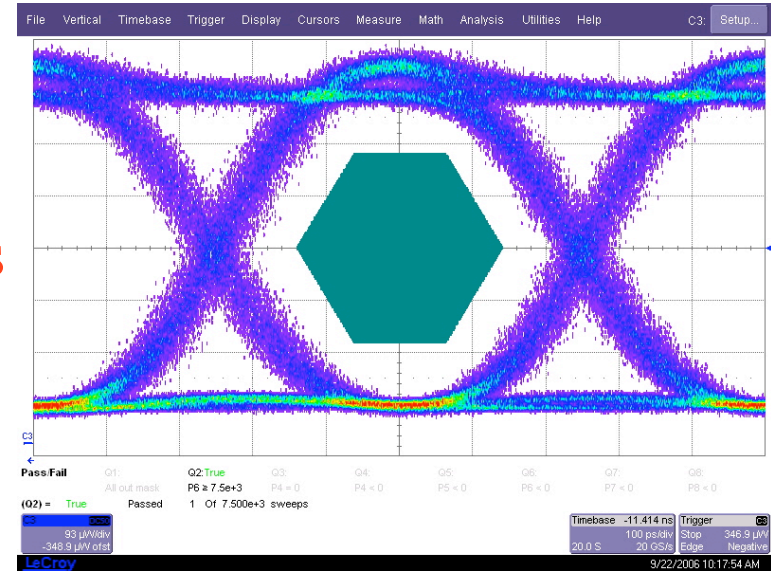 File Vertical Timebase Trigger Display Cursors Measure Math Analysis Utilities Help C3: Setup...
s
C3
Pass/Fail Q1: Q2:True Q3: Q4: Q5: Q6: Q7: Q8:
All out mask P6 ≥ 7.5e+3 P4 < 0 P4 < 0 P5 < 0 P6 < 0 P7 < 0 P8 < 0
(Q2) = True Passed 1 Of 7.500e+3 sweeps
C3 DC50
93 µW/div
-348.9 µW ofst
Timebase -11.414 ns
100 ps/div
20.0 S 20 GS/s
Trigger C3
Stop 346.9 µW
Edge Negative
LeCroy 9/22/2006 10:17:54 AM